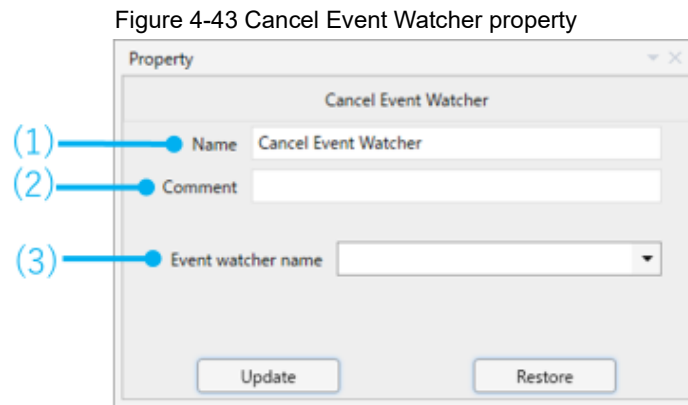 Figure 4-43 Cancel Event Watcher property
Property
Cancel Event Watcher
(1) Name Cancel Event Watcher
(2) Comment
(3) Event watcher name
Update Restore